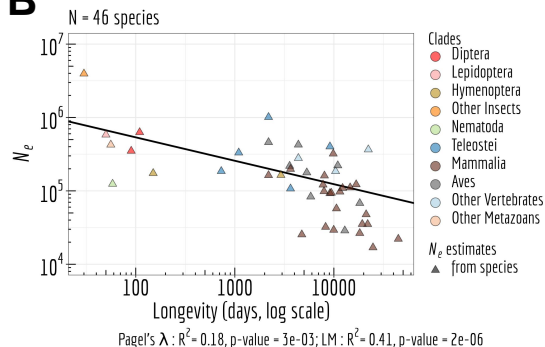 B
N = 46 species
10⁷
10⁶
10⁵
10⁴
Nₑ
100
1000
10000
Longevity (days, log scale)
Clades
Diptera
Lepidoptera
Hymenoptera
Other Insects
Nematoda
Teleostei
Mammalia
Aves
Other Vertebrates
Other Metazoans
Nₑ estimates
from species
Pagel's λ : R²= 0.18, p-value = 3e-03; LM : R²= 0.41, p-value = 2e-06